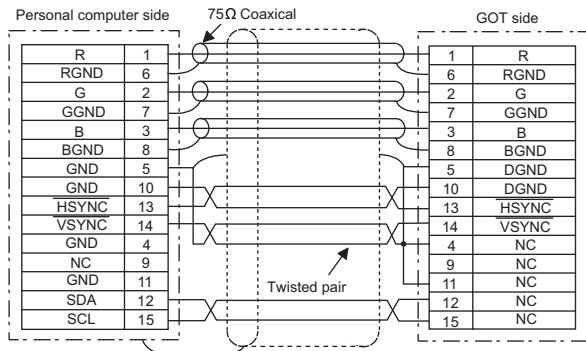 Personal computer side
75Ω Coaxical
GOT side
R 1
RGND 6
G 2
GGND 7
B 3
BGND 8
GND 5
GND 10
HSYNC 13
VSYNC 14
GND 4
NC 9
GND 11
SDA 12
SCL 15
1 R
6 RGND
2 G
7 GGND
3 B
8 BGND
5 DGND
10 DGND
13 HSYNC
14 VSYNC
4 NC
9 NC
11 NC
12 NC
15 NC
Twisted pair